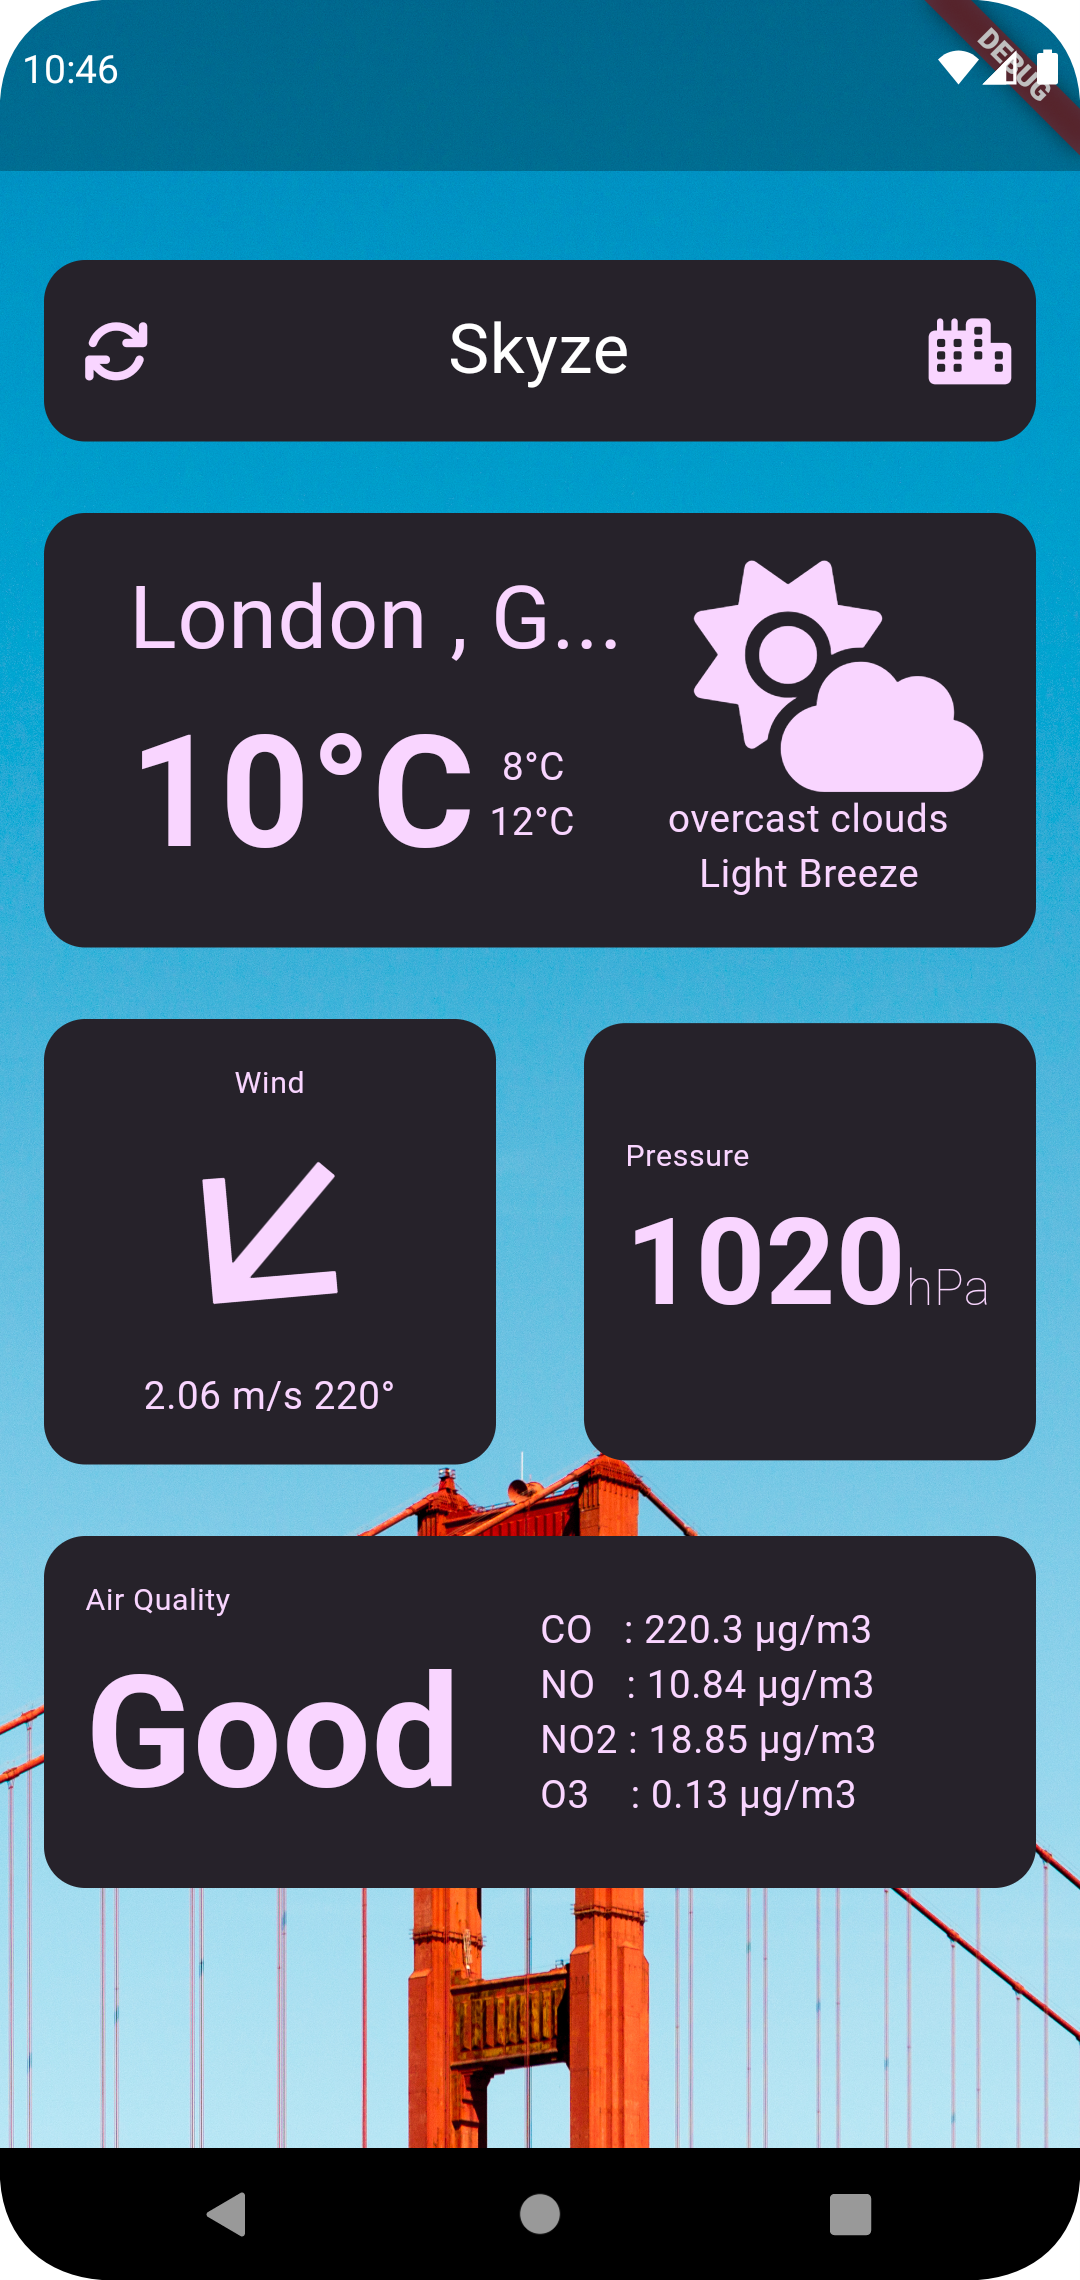 10:46
DEBUG
Skyze
London , G...
10°C
8°C
12°C
overcast clouds
Light Breeze
Wind
2.06 m/s 220°
Pressure
1020hPa
Air Quality
Good
CO : 220.3 µg/m3
NO : 10.84 µg/m3
NO2 : 18.85 µg/m3
O3 : 0.13 µg/m3